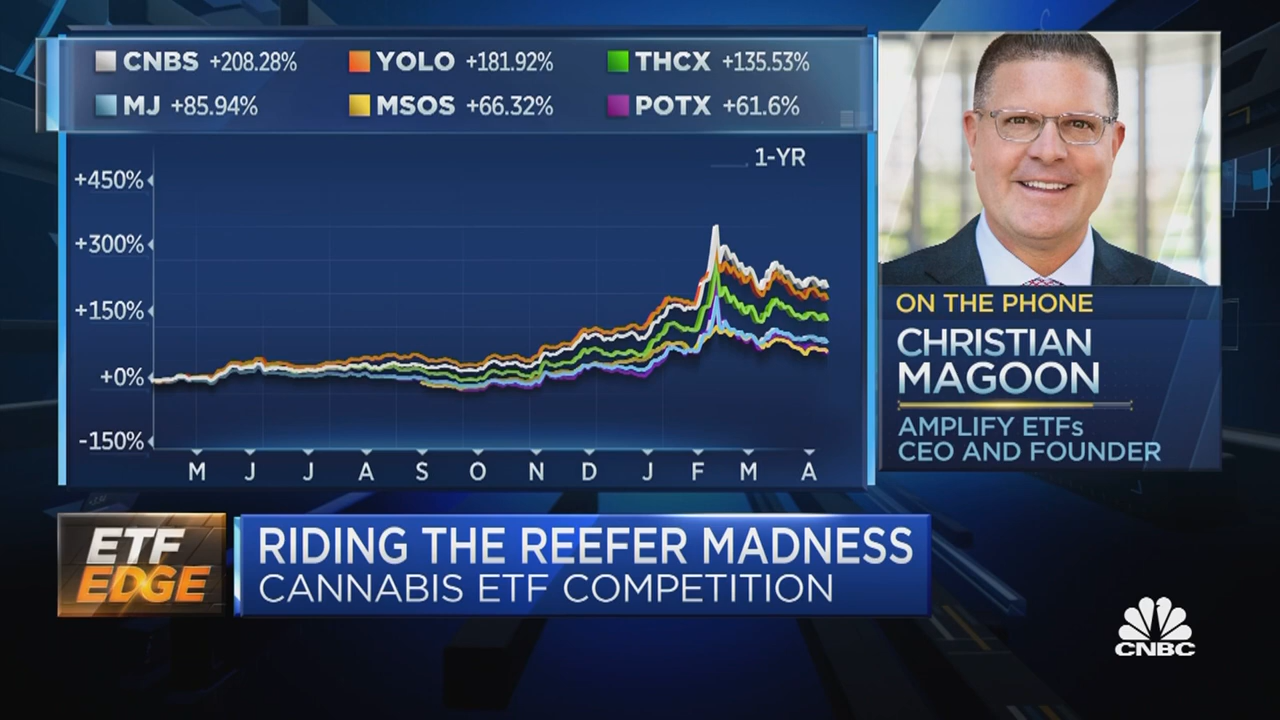 CNBS +208.28% YOLO +181.92% THCX +135.53%
MJ +85.94% MSOS +66.32% POTX +61.6%
1-YR
+450%
+300%
+150%
+0%
-150%
M J J A S O N D J F M A
ON THE PHONE
CHRISTIAN
MAGOON
AMPLIFY ETFs
CEO AND FOUNDER
ETF
EDGE
RIDING THE REEFER MADNESS
CANNABIS ETF COMPETITION
CNBC